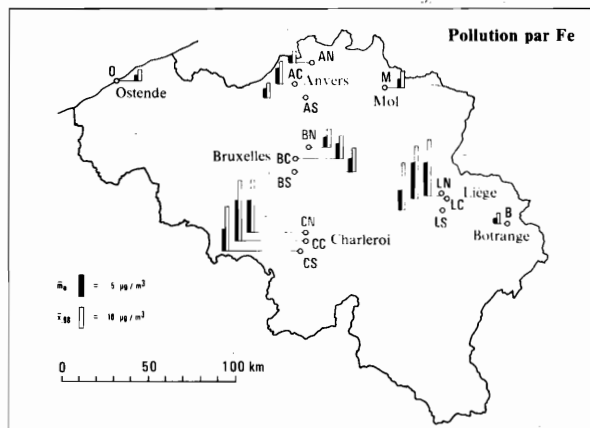 Pollution par Fe
O
Ostende
AN
AC
Anvers
AS
M
Mol
BN
Bruxelles
BC
BS
LN
Liège
LC
LS
B
Botrange
CN
CC
Charleroi
CS
= 5 µg/m³
= 10 µg/m³
0 50 100 km